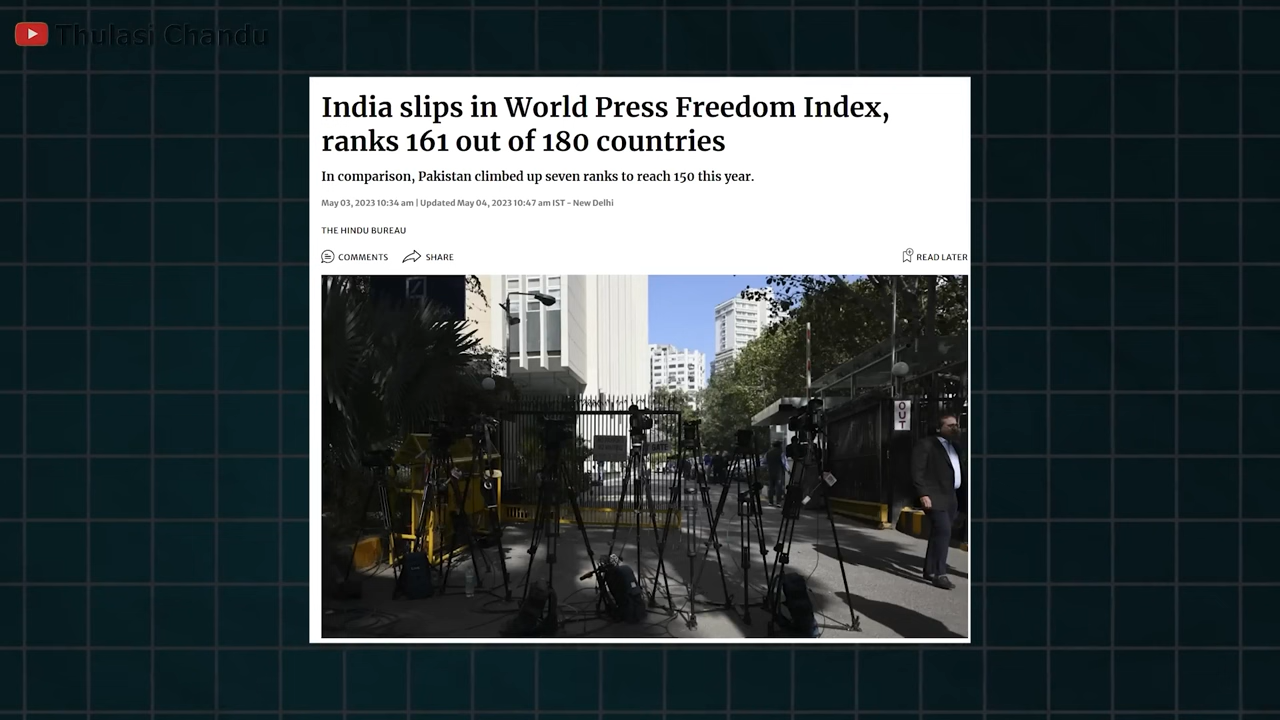 Thulasi Chandu
India slips in World Press Freedom Index,
ranks 161 out of 180 countries
In comparison, Pakistan climbed up seven ranks to reach 150 this year.
May 03, 2023 10:34 am | Updated May 04, 2023 10:47 am IST - New Delhi
THE HINDU BUREAU
COMMENTS SHARE READ LATER
OUT